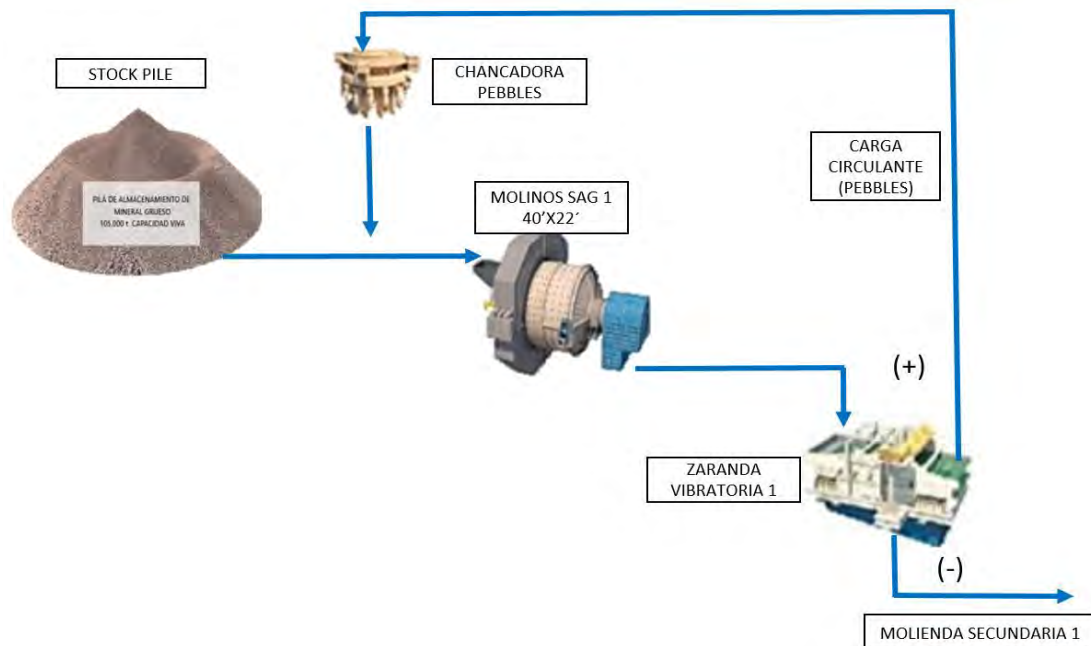 STOCK PILE
CHANCADORA
PEBBLES
CARGA
CIRCULANTE
(PEBBLES)
PILA DE ALMACENAMIENTO DE
MINERAL GRUESO
105,000 t. CAPACIDAD VIVA
MOLINOS SAG 1
40'X22´
(+)
ZARANDA
VIBRATORIA 1
(-)
MOLIENDA SECUNDARIA 1